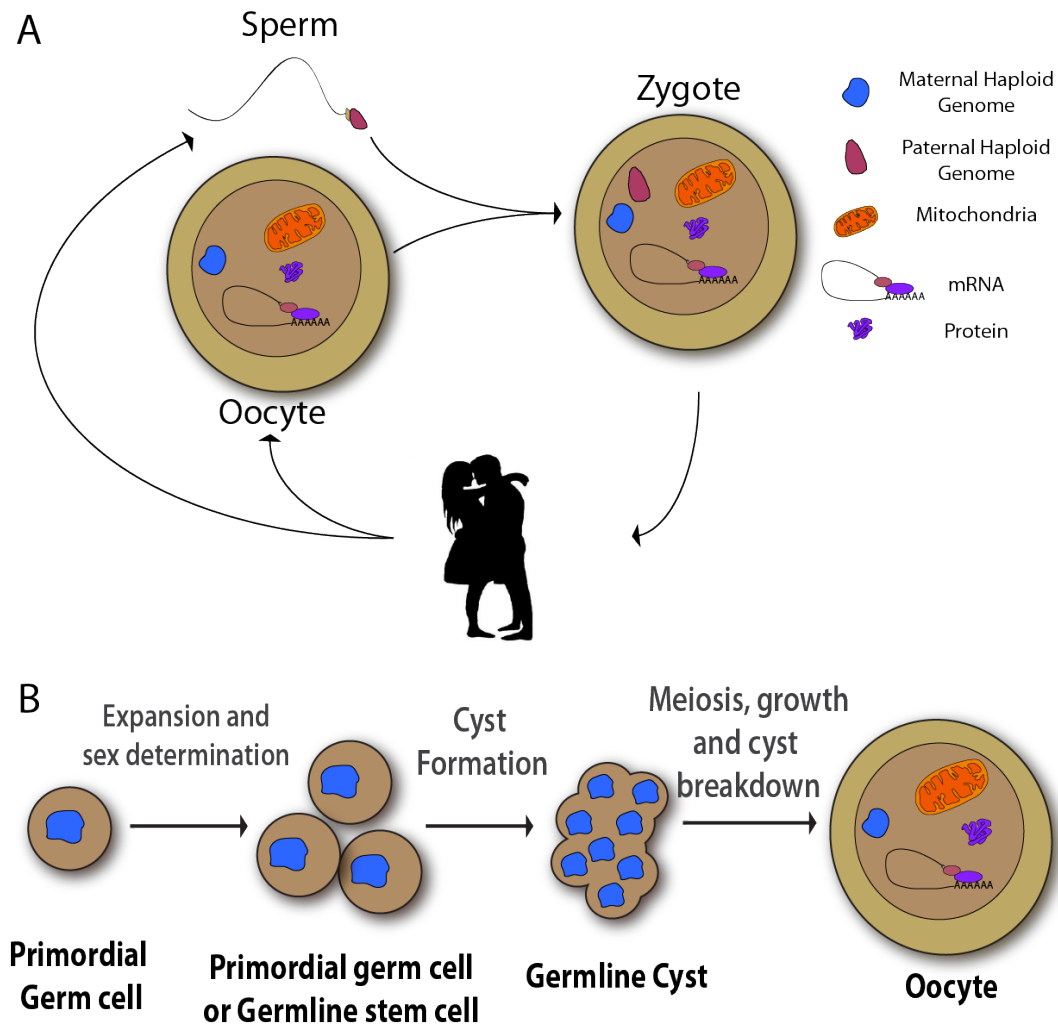 A
Sperm
Zygote
Maternal Haploid
Genome
Paternal Haploid
Genome
Mitochondria
mRNA
AAAAAA
Protein
AAAAAA
AAAAAA
Oocyte
B
Expansion and
sex determination
Cyst
Formation
Meiosis, growth
and cyst
breakdown
AAAAAA
Primordial
Germ cell
Primordial germ cell
or Germline stem cell
Germline Cyst
Oocyte